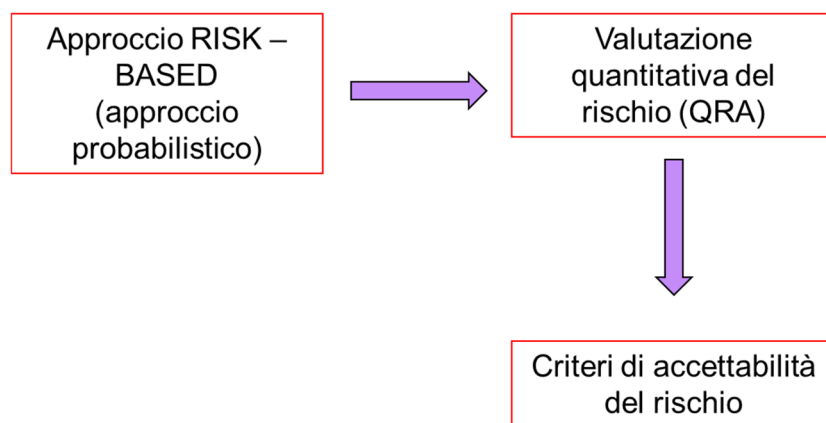 Approccio RISK –
BASED
(approccio
probabilistico)
Valutazione
quantitativa del
rischio (QRA)
Criteri di accettabilità
del rischio